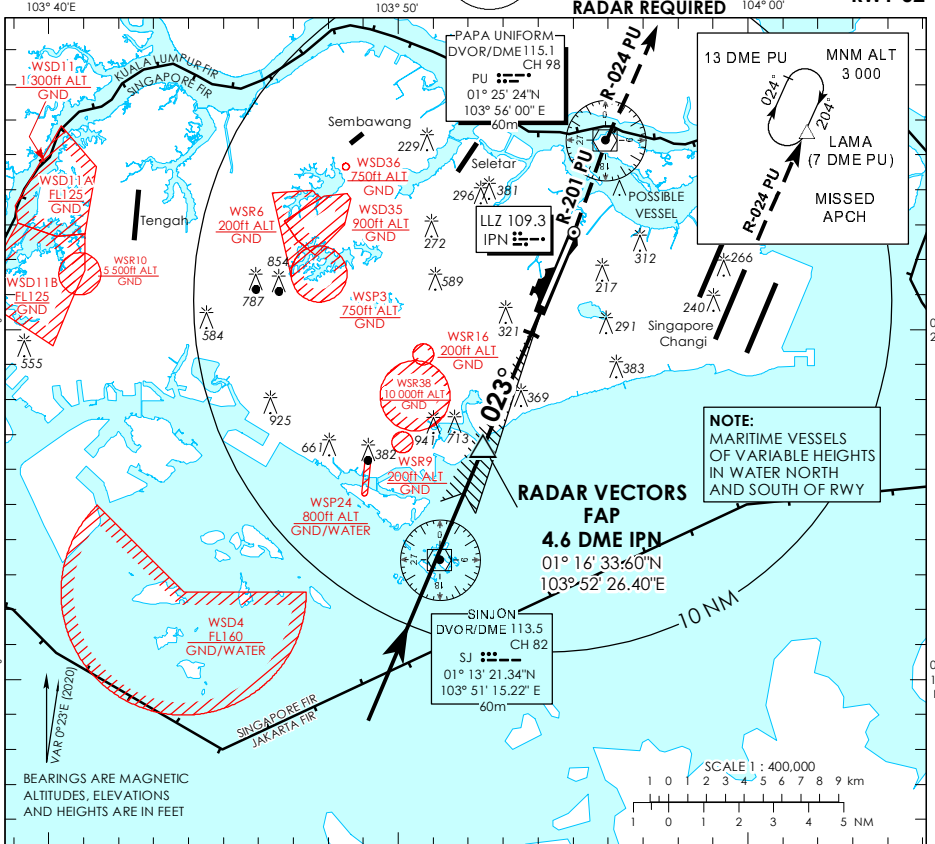 103° 40' E
103° 50'
RADAR REQUIRED
104° 00'
PAPA UNIFORM
DVOR/DME 115.1
CH 98
PU
01° 25' 24"N
103° 56' 00" E
60m
R-024 PU
13 DME PU
MNM ALT
3 000
024°
204°
LAMA
(7 DME PU)
R-024 PU
MISSED
APCH
WSD11
1 300ft ALT
GND
KUALA LUMPUR FIR
SINGAPORE FIR
Sembawang
229
Seletar
WSD36
750ft ALT
GND
296
381
R-201 PU
POSSIBLE
VESSEL
WSD11A
FL125
GND
Tengah
WSR6
200ft ALT
GND
WSD35
900ft ALT
GND
272
LLZ 109.3
IPN
312
WSR10
5 500ft ALT
GND
854
787
589
217
266
WSD11B
FL125
GND
WSP3
750ft ALT
GND
240
584
321
291
Singapore
Changi
555
WSR16
200ft ALT
GND
383
WSR38
10 000ft ALT
GND
023°
369
925
941
713
661
382
WSR9
200ft ALT
GND
NOTE:
MARITIME VESSELS
OF VARIABLE HEIGHTS
IN WATER NORTH
AND SOUTH OF RWY
WSP24
800ft ALT
GND/WATER
RADAR VECTORS
FAP
4.6 DME IPN
01° 16' 33.60"N
103° 52' 26.40"E
0
9
18
27
10 NM
WSD4
FL160
GND/WATER
SINJON
DVOR/DME 113.5
CH 82
SJ
01° 13' 21.34"N
103° 51' 15.22" E
60m
SINGAPORE FIR
JAKARTA FIR
VAR 0° 23'E (2020)
BEARINGS ARE MAGNETIC
ALTITUDES, ELEVATIONS
AND HEIGHTS ARE IN FEET
SCALE 1 : 400,000
1 0 1 2 3 4 5 6 7 8 9 km
1 0 1 2 3 4 5 NM